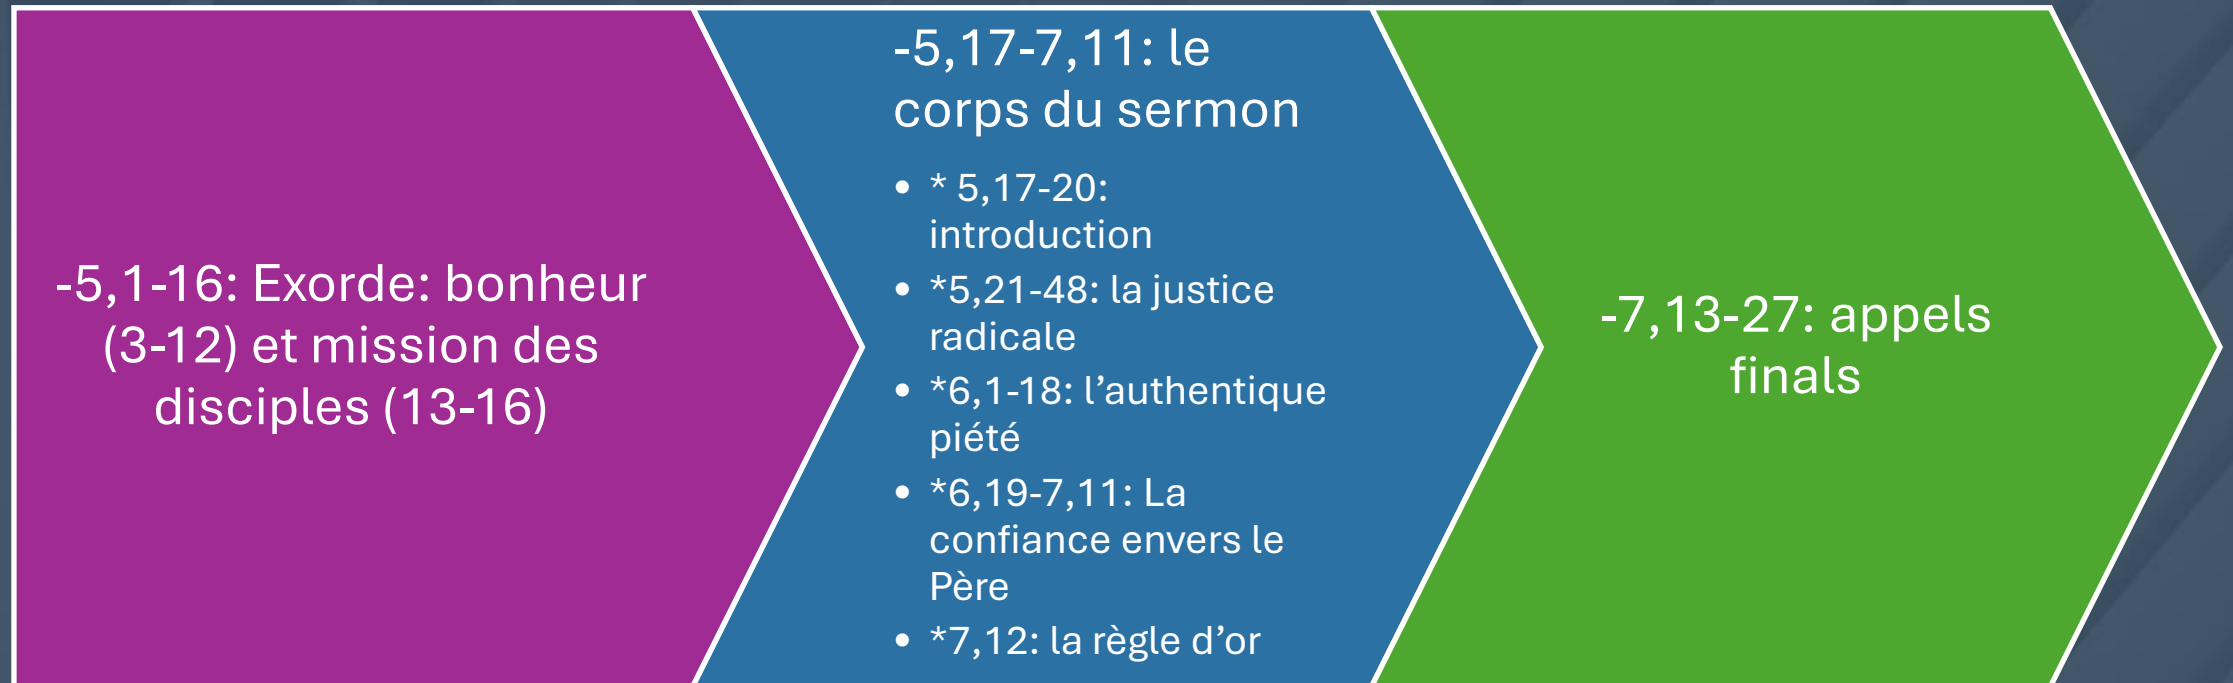 -5,1-16: Exorde: bonheur
(3-12) et mission des
disciples (13-16)
-5,17-7,11: le
corps du sermon
• * 5,17-20:
introduction
• *5,21-48: la justice
radicale
• *6,1-18: l’authentique
piété
• *6,19-7,11: La
confiance envers le
Père
• *7,12: la règle d’or
-7,13-27: appels
finals